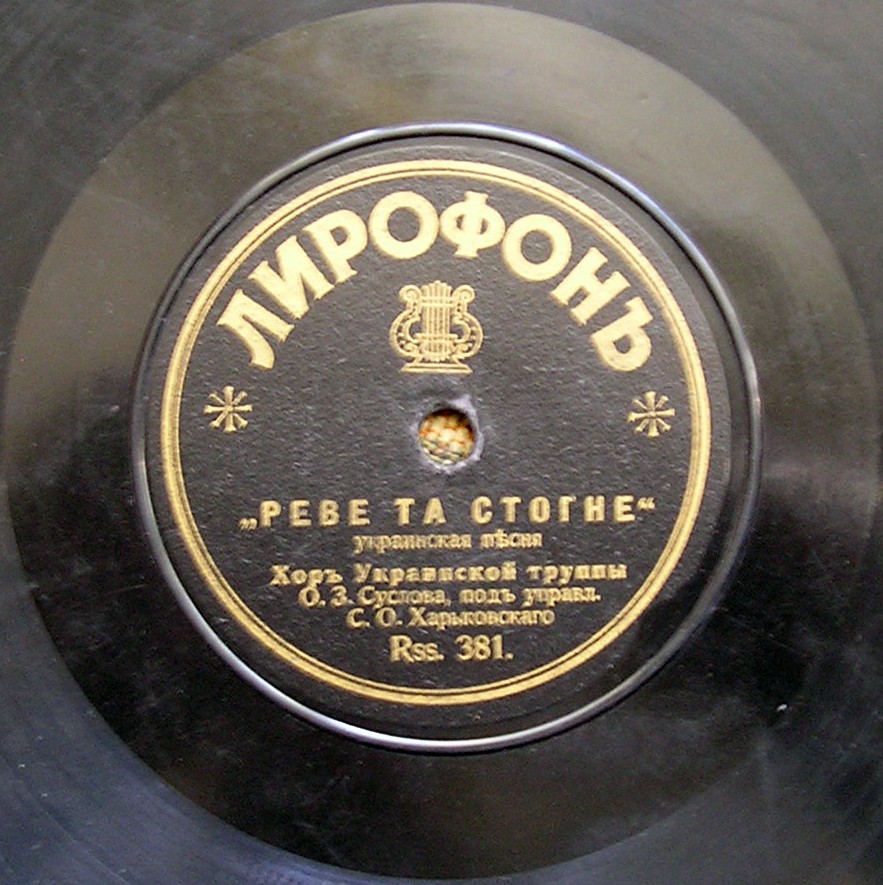 ЛИРОФОНЪ
„РЕВЕ ТА СТОГНЕ“
украинская пѣсня
Хоръ Украинской труппы
О. З. Суслова, подъ управл.
С. О. Харьковскаго
Rss. 381.